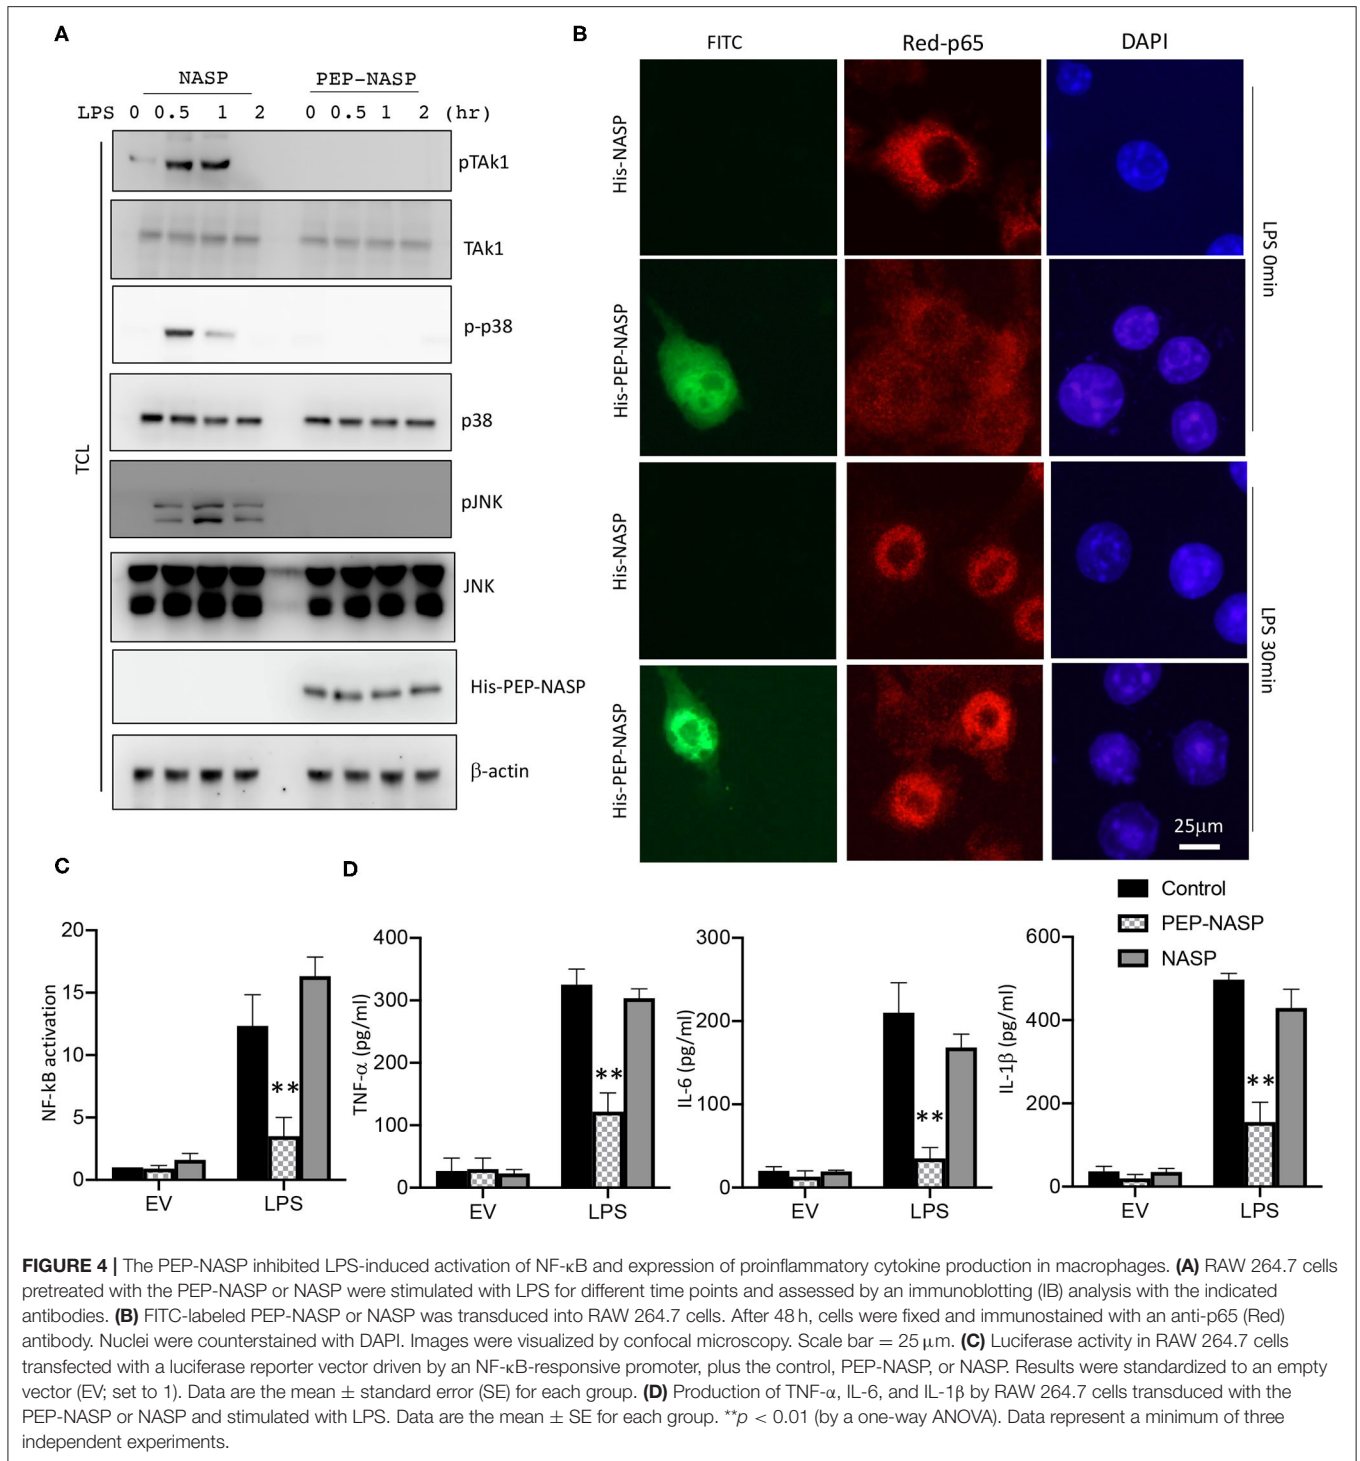 A
NASP PEP-NASP
LPS 0 0.5 1 2 0 0.5 1 2 (hr)
pTAk1
TAk1
p-p38
p38
pJNK
JNK
His-PEP-NASP
β-actin
TCL
B
FITC Red-p65 DAPI
His-NASP
His-PEP-NASP
LPS 0min
His-NASP
His-PEP-NASP
LPS 30min
25μm
C
NF-kB activation
20
15
10
5
0
EV LPS
D
TNF-α (pg/ml)
400
300
200
100
0
**
EV LPS
IL-6 (pg/ml)
300
200
100
0
**
EV LPS
IL-1β (pg/ml)
600
400
200
0
**
EV LPS
**
Control
PEP-NASP
NASP
FIGURE 4 | The PEP-NASP inhibited LPS-induced activation of NF-κB and expression of proinflammatory cytokine production in macrophages. (A) RAW 264.7 cells
pretreated with the PEP-NASP or NASP were stimulated with LPS for different time points and assessed by an immunoblotting (IB) analysis with the indicated
antibodies. (B) FITC-labeled PEP-NASP or NASP was transduced into RAW 264.7 cells. After 48 h, cells were fixed and immunostained with an anti-p65 (Red)
antibody. Nuclei were counterstained with DAPI. Images were visualized by confocal microscopy. Scale bar = 25 μm. (C) Luciferase activity in RAW 264.7 cells
transfected with a luciferase reporter vector driven by an NF-κB-responsive promoter, plus the control, PEP-NASP, or NASP. Results were standardized to an empty
vector (EV; set to 1). Data are the mean ± standard error (SE) for each group. (D) Production of TNF-α, IL-6, and IL-1β by RAW 264.7 cells transduced with the
PEP-NASP or NASP and stimulated with LPS. Data are the mean ± SE for each group. **p < 0.01 (by a one-way ANOVA). Data represent a minimum of three
independent experiments.